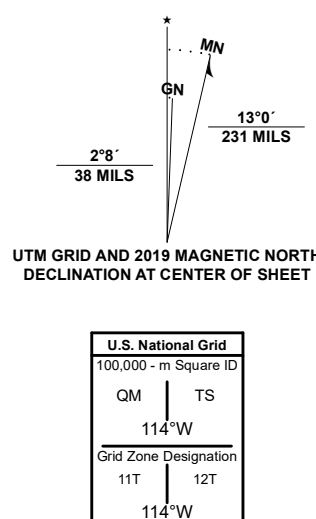 ★
MN
GN
13°0´
231 MILS
2°8´
38 MILS
UTM GRID AND 2019 MAGNETIC NORTH
DECLINATION AT CENTER OF SHEET
U.S. National Grid
100,000 - m Square ID
QM TS
114°W
Grid Zone Designation
11T 12T
114°W